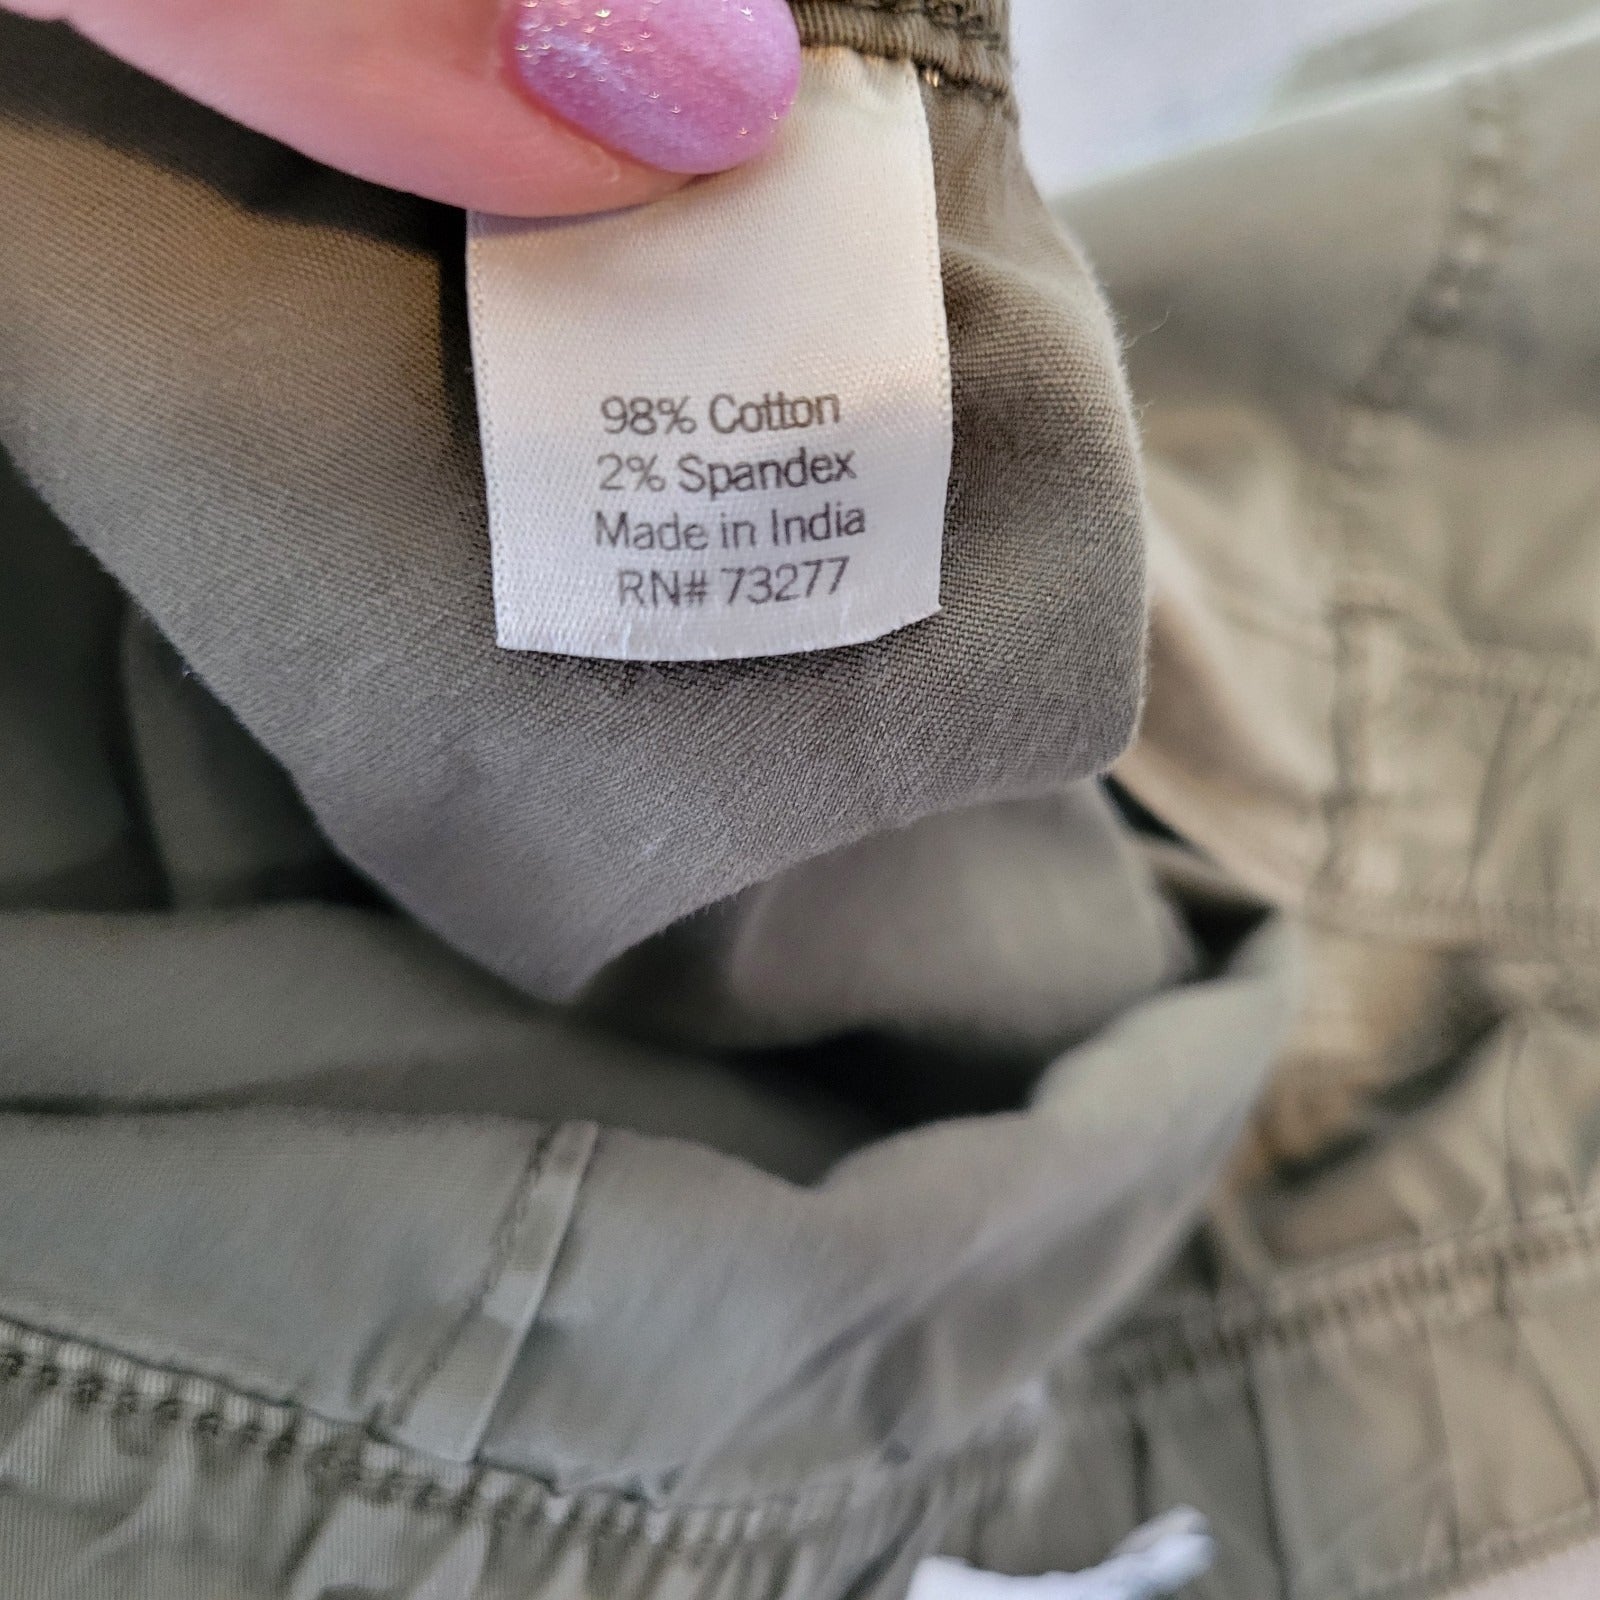 98% Cotton
2% Spandex
Made in India
RN# 73277